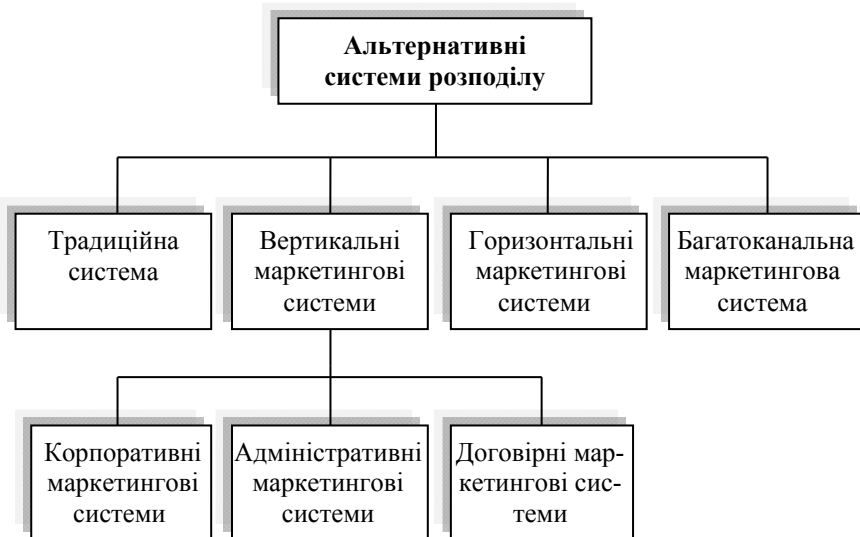 Альтернативні
системи розподілу
Традиційна
система
Вертикальні
маркетингові
системи
Горизонтальні
маркетингові
системи
Багатоканальна
маркетингова
система
Корпоративні
маркетингові
системи
Адміністративні
маркетингові
системи
Договірні мар-
кетингові сис-
теми